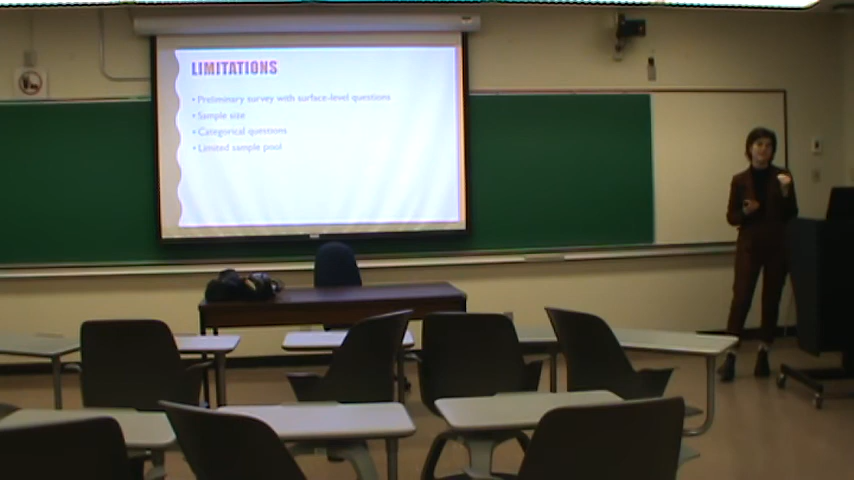 LIMITATIONS
• Preliminary survey with surface-level questions
• Sample size
• Categorical questions
• Limited sample pool